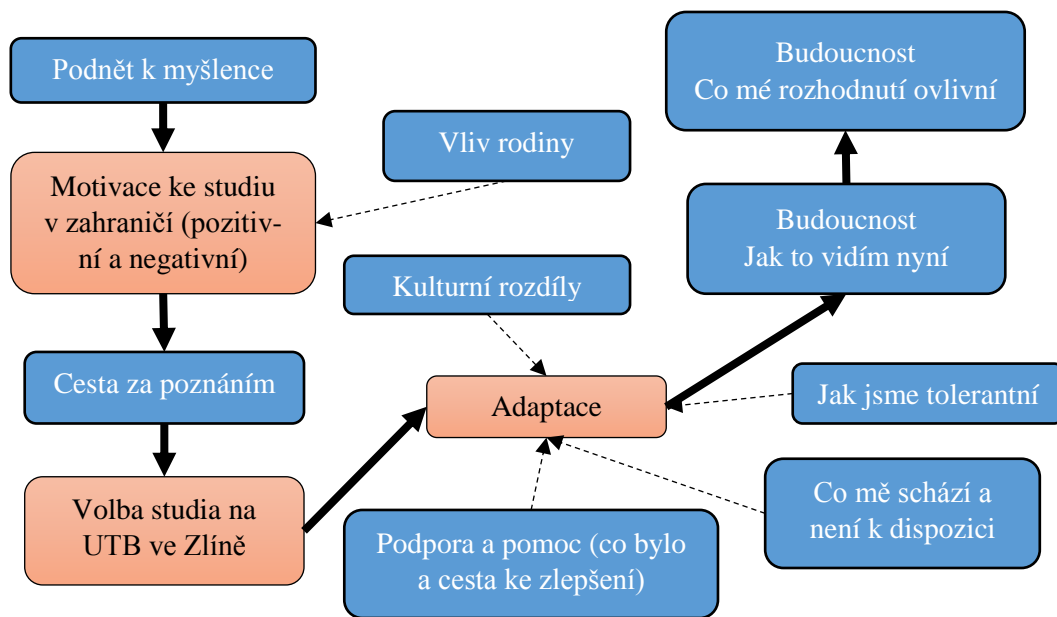 Podnět k myšlence
Motivace ke studiu
v zahraničí (pozitiv-
ní a negativní)
Cesta za poznáním
Volba studia na
UTB ve Zlíně
Vliv rodiny
Kulturní rozdíly
Adaptace
Podpora a pomoc (co bylo
a cesta ke zlepšení)
Budoucnost
Co mé rozhodnutí ovlivní
Budoucnost
Jak to vidím nyní
Jak jsme tolerantní
Co mě schází a
není k dispozici